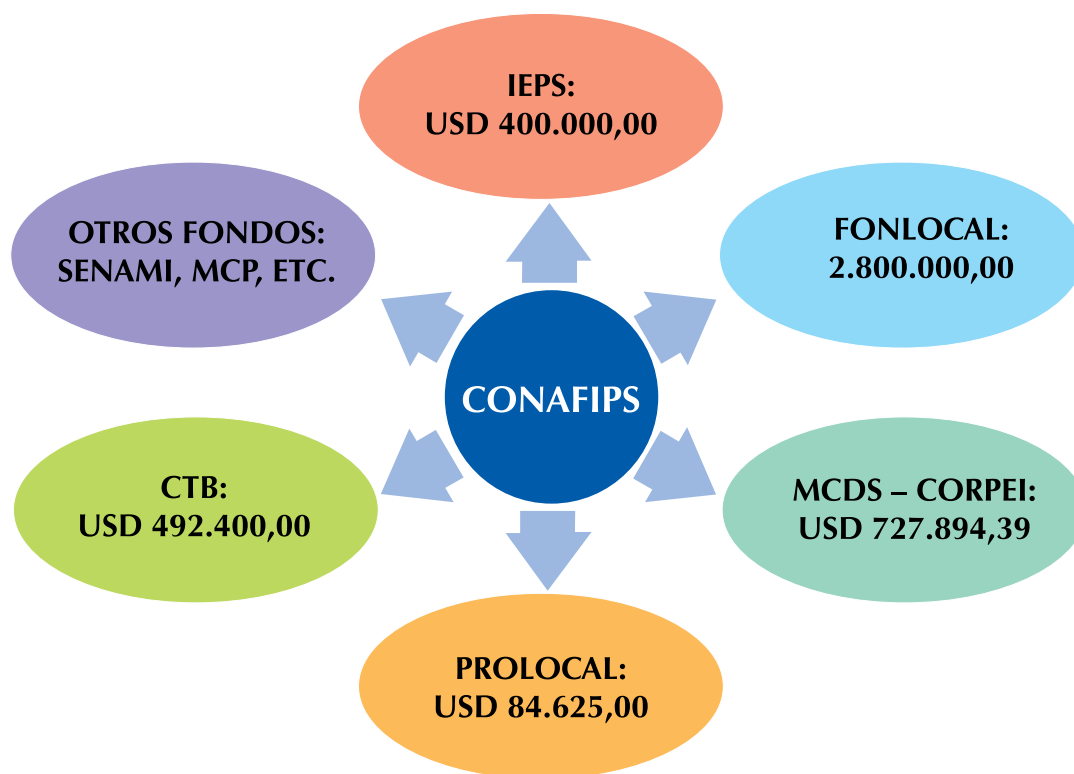 IEPS:
USD 400.000,00
OTROS FONDOS:
SENAMI, MCP, ETC.
FONLOCAL:
2.800.000,00
CONAFIPS
CTB:
USD 492.400,00
MCDS – CORPEI:
USD 727.894,39
PROLOCAL:
USD 84.625,00